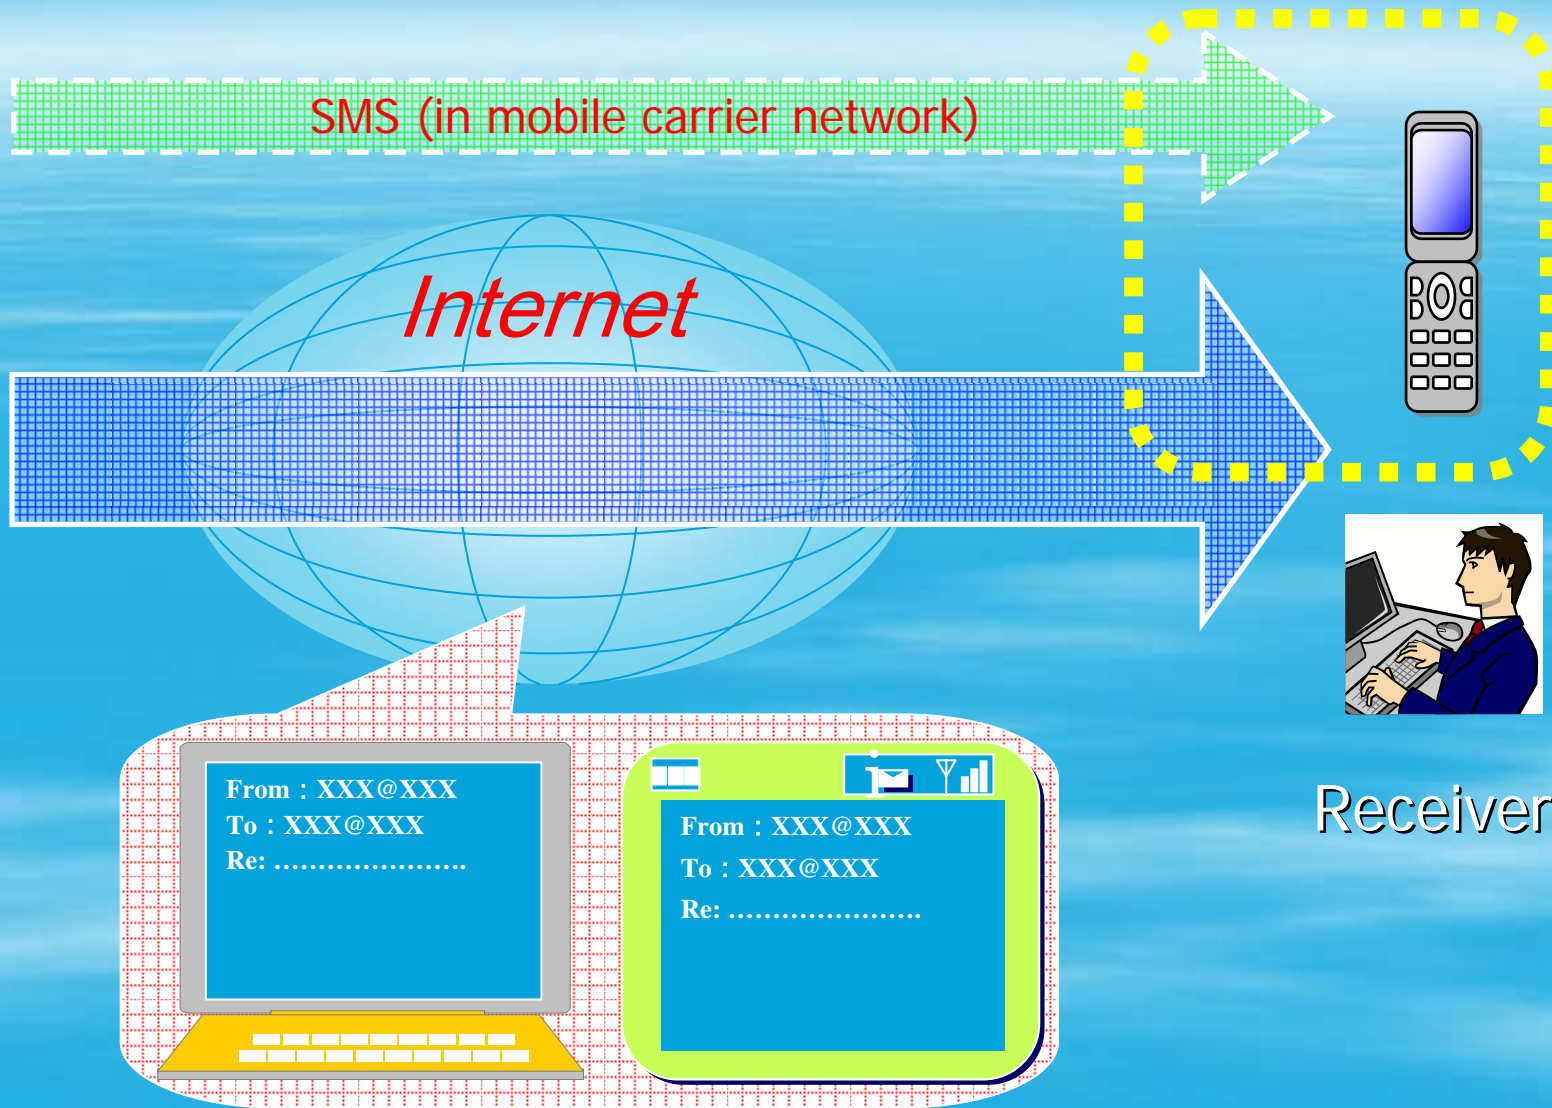 SMS (in mobile carrier network)
Internet
From：XXX@XXX
To：XXX@XXX
Re: …………………….
From：XXX@XXX
To：XXX@XXX
Re: …………………….
Receiver